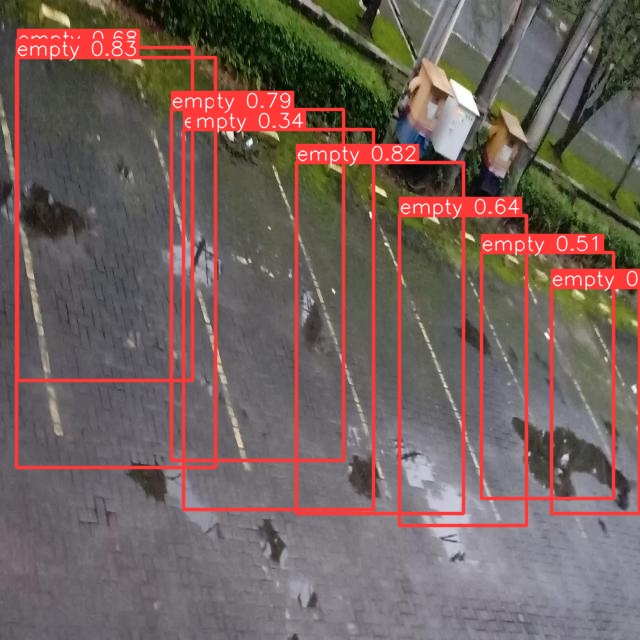 empty 0.68
empty 0.83
empty 0.79
empty 0.34
empty 0.82
empty 0.64
empty 0.51
empty 0